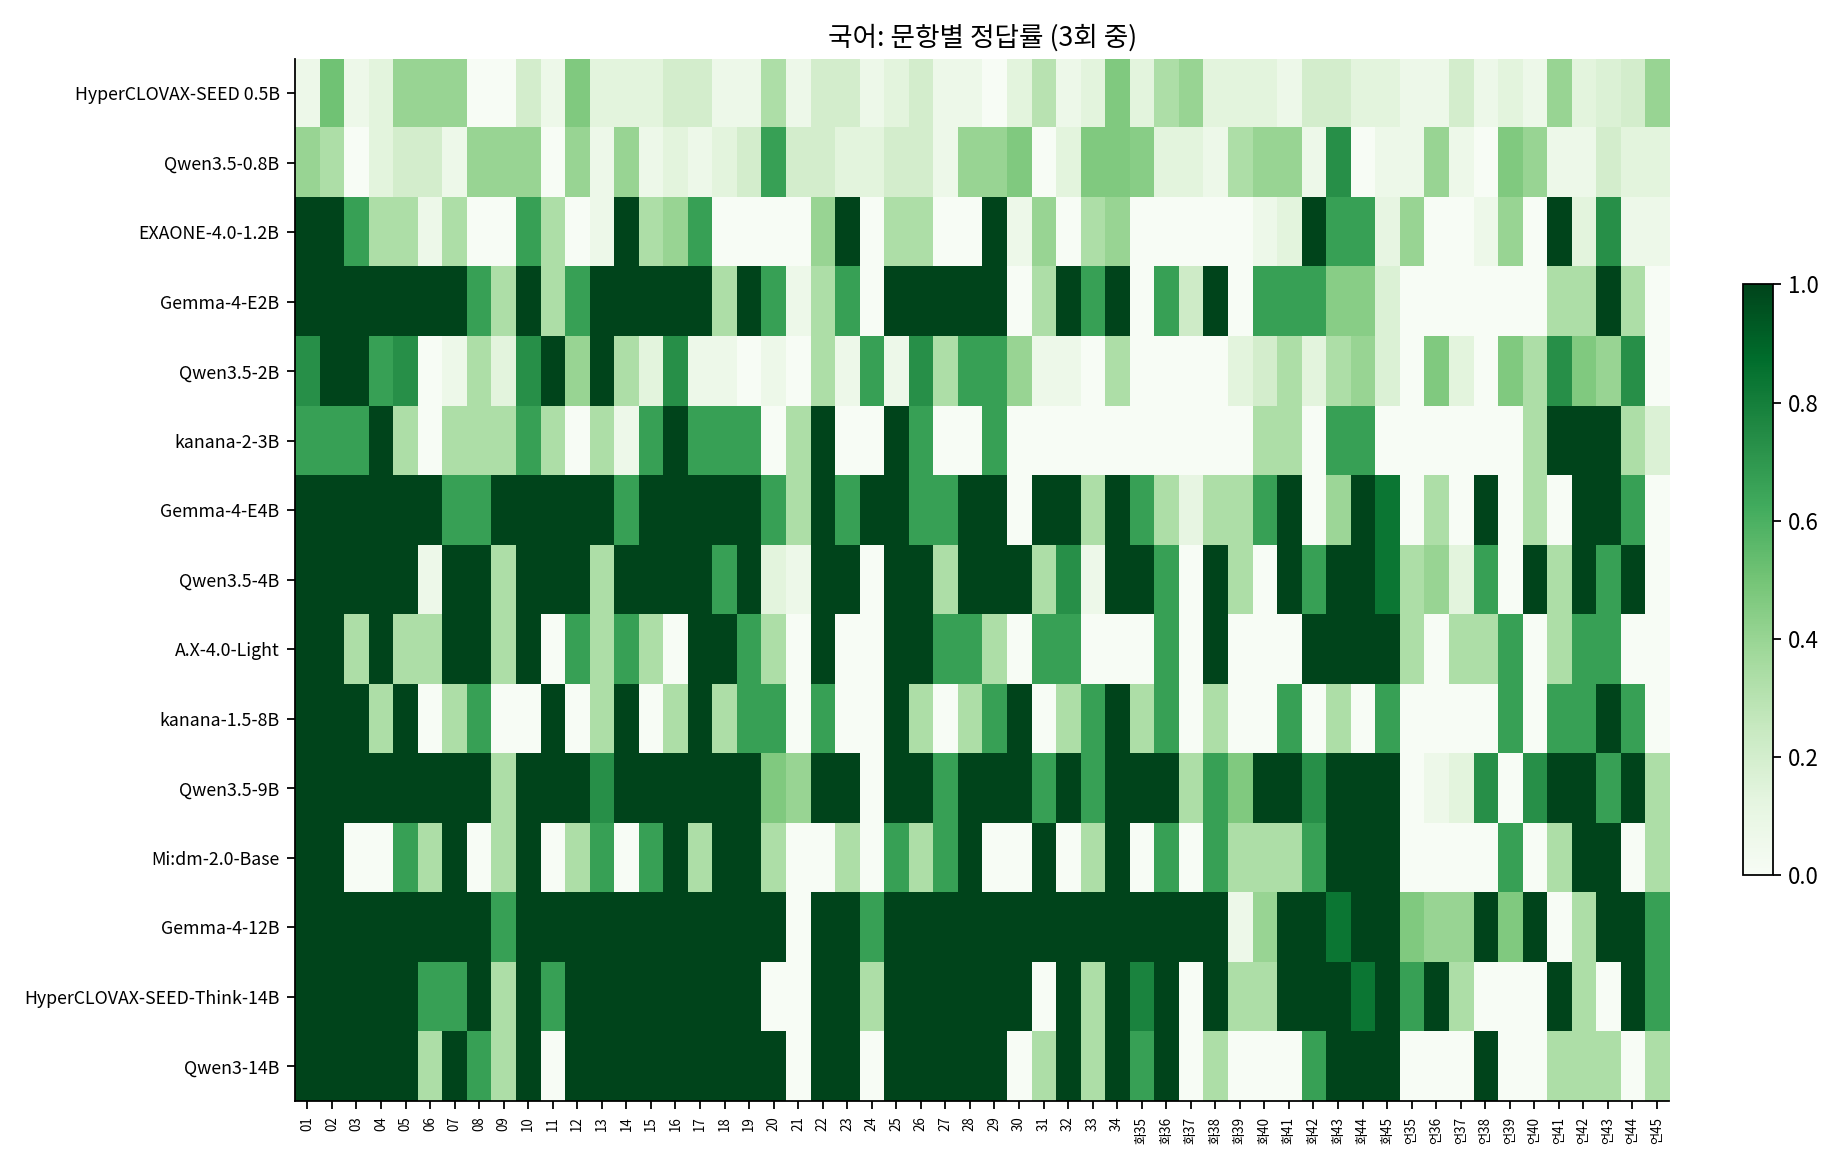 국어: 문항별 정답률 (3회 중)
HyperCLOVAX-SEED 0.5B
Qwen3.5-0.8B
EXAONE-4.0-1.2B
Gemma-4-E2B
Qwen3.5-2B
kanana-2-3B
Gemma-4-E4B
Qwen3.5-4B
A.X-4.0-Light
kanana-1.5-8B
Qwen3.5-9B
Mi:dm-2.0-Base
Gemma-4-12B
HyperCLOVAX-SEED-Think-14B
Qwen3-14B
01 02 03 04 05 06 07 08 09 10 11 12 13 14 15 16 17 18 19 20 21 22 23 24 25 26 27 28 29 30 31 32 33 34 화35 화36 화37 화38 화39 화40 화41 화42 화43 화44 화45 언35 언36 언37 언38 언39 언40 언41 언42 언43 언44 언45
1.0
0.8
0.6
0.4
0.2
0.0